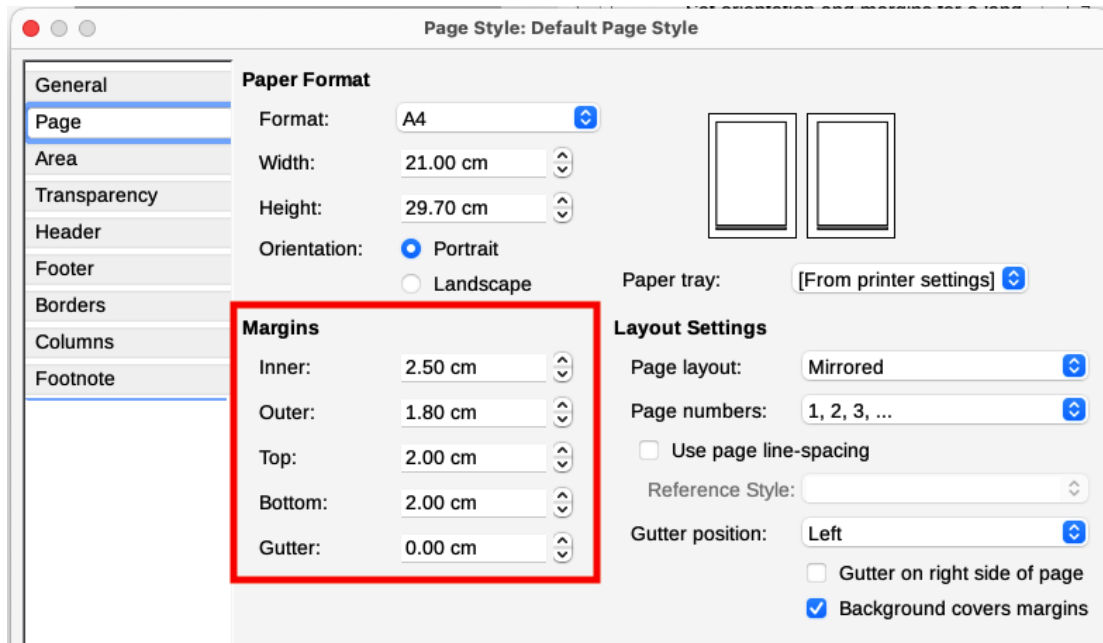 Page Style: Default Page Style
General
Page
Area
Transparency
Header
Footer
Borders
Columns
Footnote
Paper Format
Format: A4
Width: 21.00 cm
Height: 29.70 cm
Orientation: Portrait
Landscape
Paper tray: [From printer settings]
Margins
Inner: 2.50 cm
Outer: 1.80 cm
Top: 2.00 cm
Bottom: 2.00 cm
Gutter: 0.00 cm
Layout Settings
Page layout: Mirrored
Page numbers: 1, 2, 3, ...
Use page line-spacing
Reference Style:
Gutter position: Left
Gutter on right side of page
Background covers margins